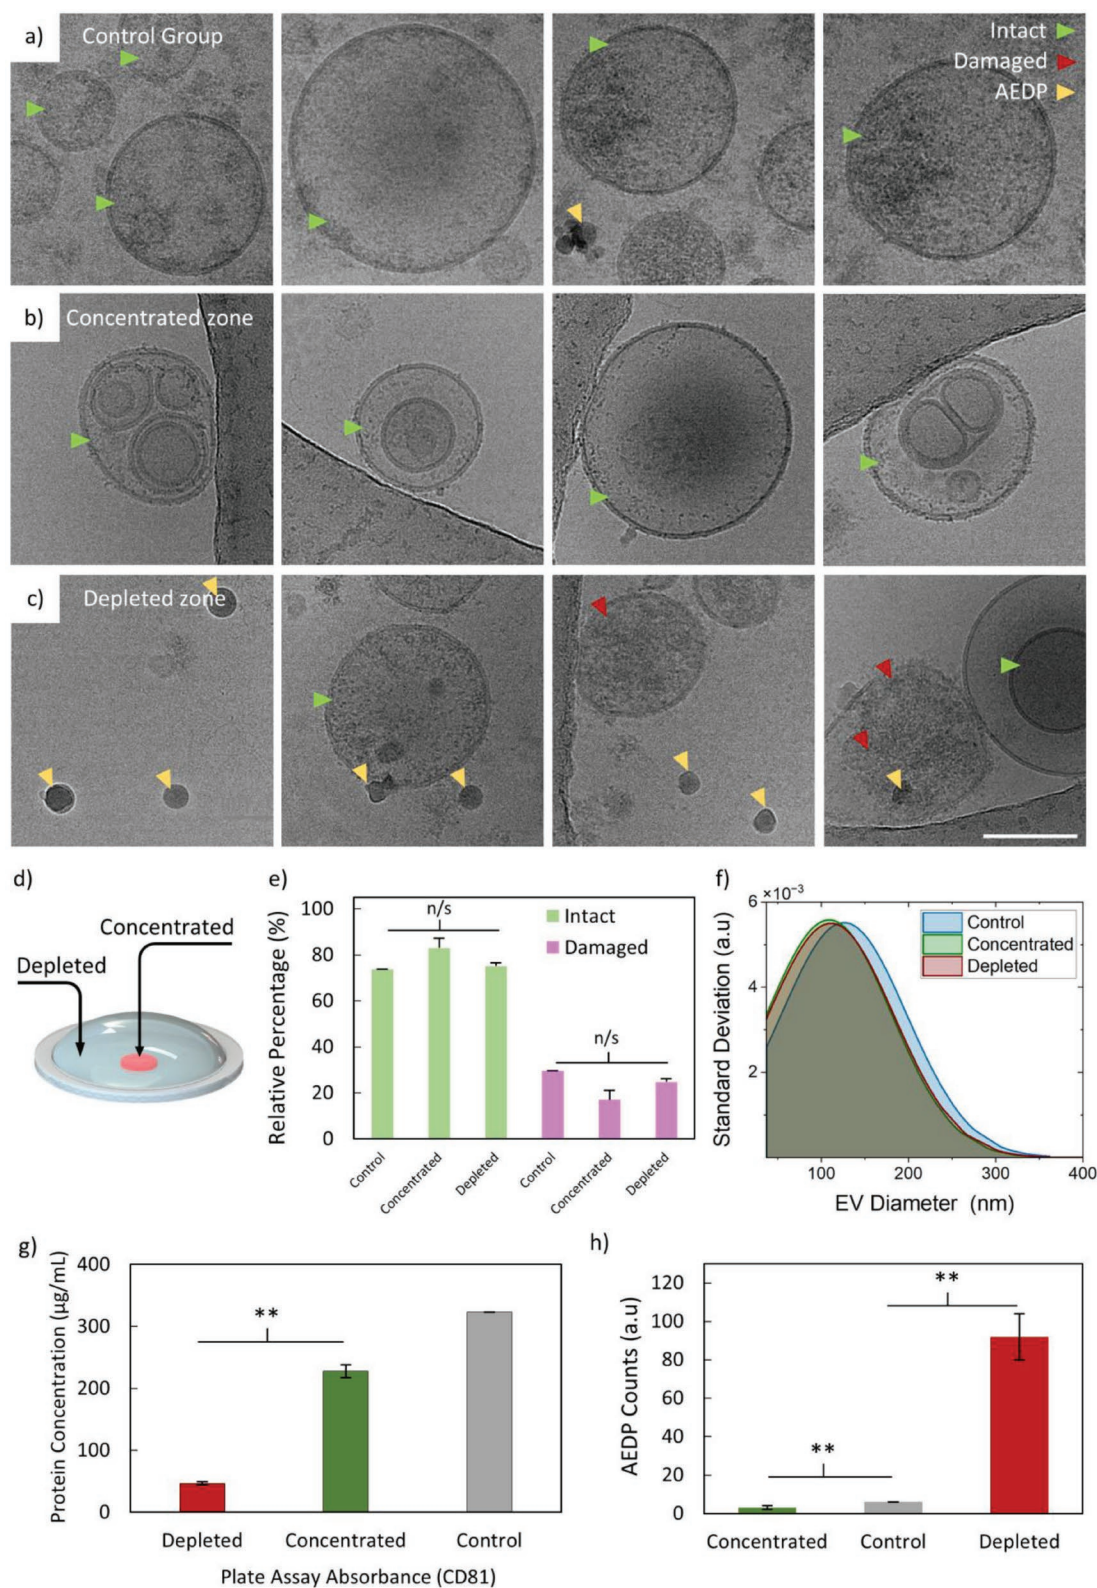 a)
Control Group
Intact
Damaged
AEDP
b)
Concentrated zone
c)
Depleted zone
d)
Concentrated
Depleted
e)
Relative Percentage (%)
100
80
60
40
20
0
n/s
n/s
Intact
Damaged
Control
Concentrated
Depleted
Control
Concentrated
Depleted
f)
Standard Deviation (a.u)
×10⁻³
6
4
2
Control
Concentrated
Depleted
100
200
300
400
EV Diameter (nm)
g)
Protein Concentration (µg/mL)
400
300
200
100
0
**
Depleted
Concentrated
Control
Plate Assay Absorbance (CD81)
h)
AEDP Counts (a.u)
120
100
80
60
40
20
0
**
**
Concentrated
Control
Depleted